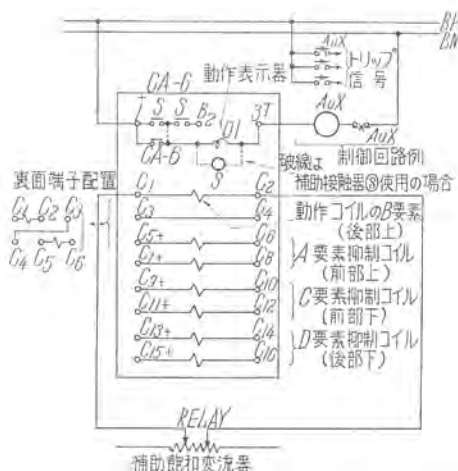 BP
BN
AuX
トリップ
信号
CA-6
動作表示器
AuX
AuX
+
1 S S B2 3T
CA-6 D1
S
制御回路例
破線は
補助接触器Ⓢ使用の場合
裏面端子配置
C1 C2 C3
C4 C5 C6
C1 C2
C3 C4
動作コイルのB要素
(後部上)
C5+ C6
C7+ C8
A要素抑制コイル
(前部上)
C9+ C10
C11+ C12
C要素抑制コイル
(前部下)
C13+ C14
C15+ C16
D要素抑制コイル
(後部下)
RELAY
補助飽和変流器